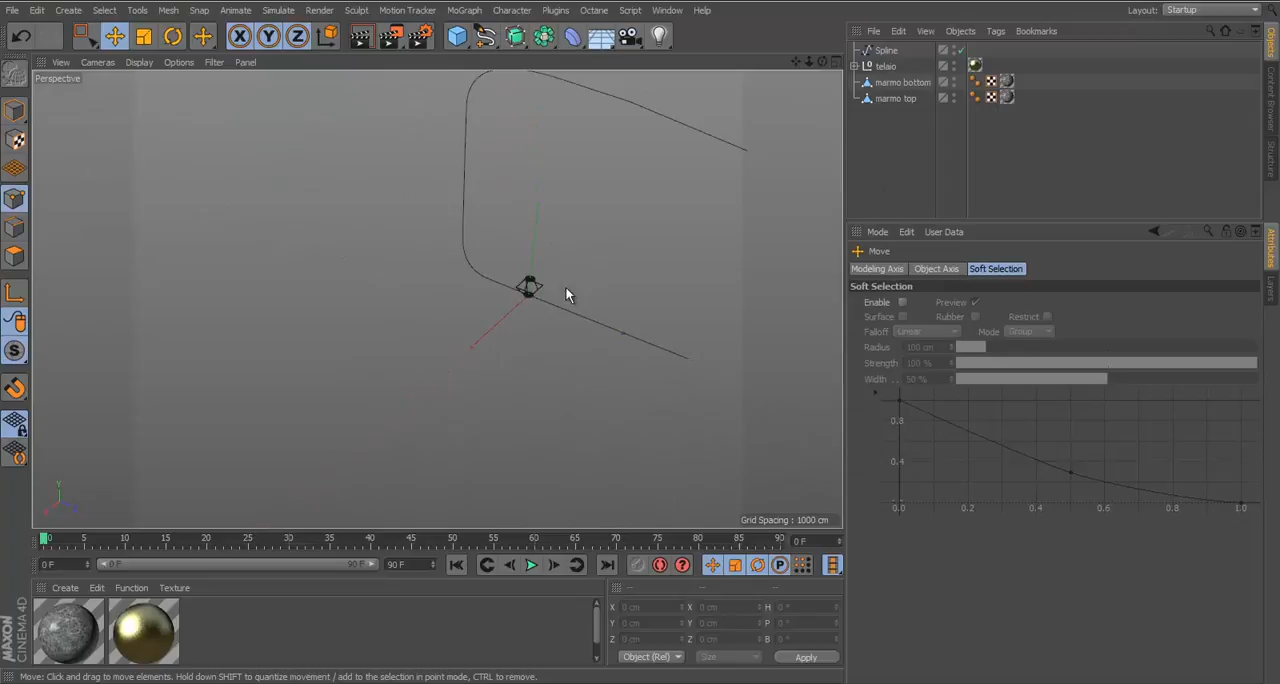 File Edit Create Select Tools Mesh Snap Animate Simulate Render Sculpt Motion Tracker MoGraph Character Plugins Octane Script Window Help Layout: Startup
X Y Z
View Cameras Display Options Filter Panel
Perspective
Grid Spacing : 1000 cm
Y
S
0 5 10 15 20 25 30 35 40 45 50 55 60 65 70 75 80 85 90 0 F
0 F 0 F 90 F 90 F
P
Create Edit Function Texture
X 0 cm X 0 cm H 0 °
Y 0 cm Y 0 cm P 0 °
Z 0 cm Z 0 cm B 0 °
Object (Rel) Size Apply
MAXON
CINEMA 4D
Move: Click and drag to move elements. Hold down SHIFT to quantize movement / add to the selection in point mode, CTRL to remove.
File Edit View Objects Tags Bookmarks
Spline
telaio
marmo bottom
marmo top
Mode Edit User Data
Move
Modeling Axis Object Axis Soft Selection
Soft Selection
Enable Preview
Surface Rubber Restrict
Falloff Linear Mode Group
Radius 100 cm
Strength 100 %
Width . . 50 %
0.8
0.4
0.0 0.2 0.4 0.6 0.8 1.0
Objects
Content Browser
Structure
Attributes
Layers